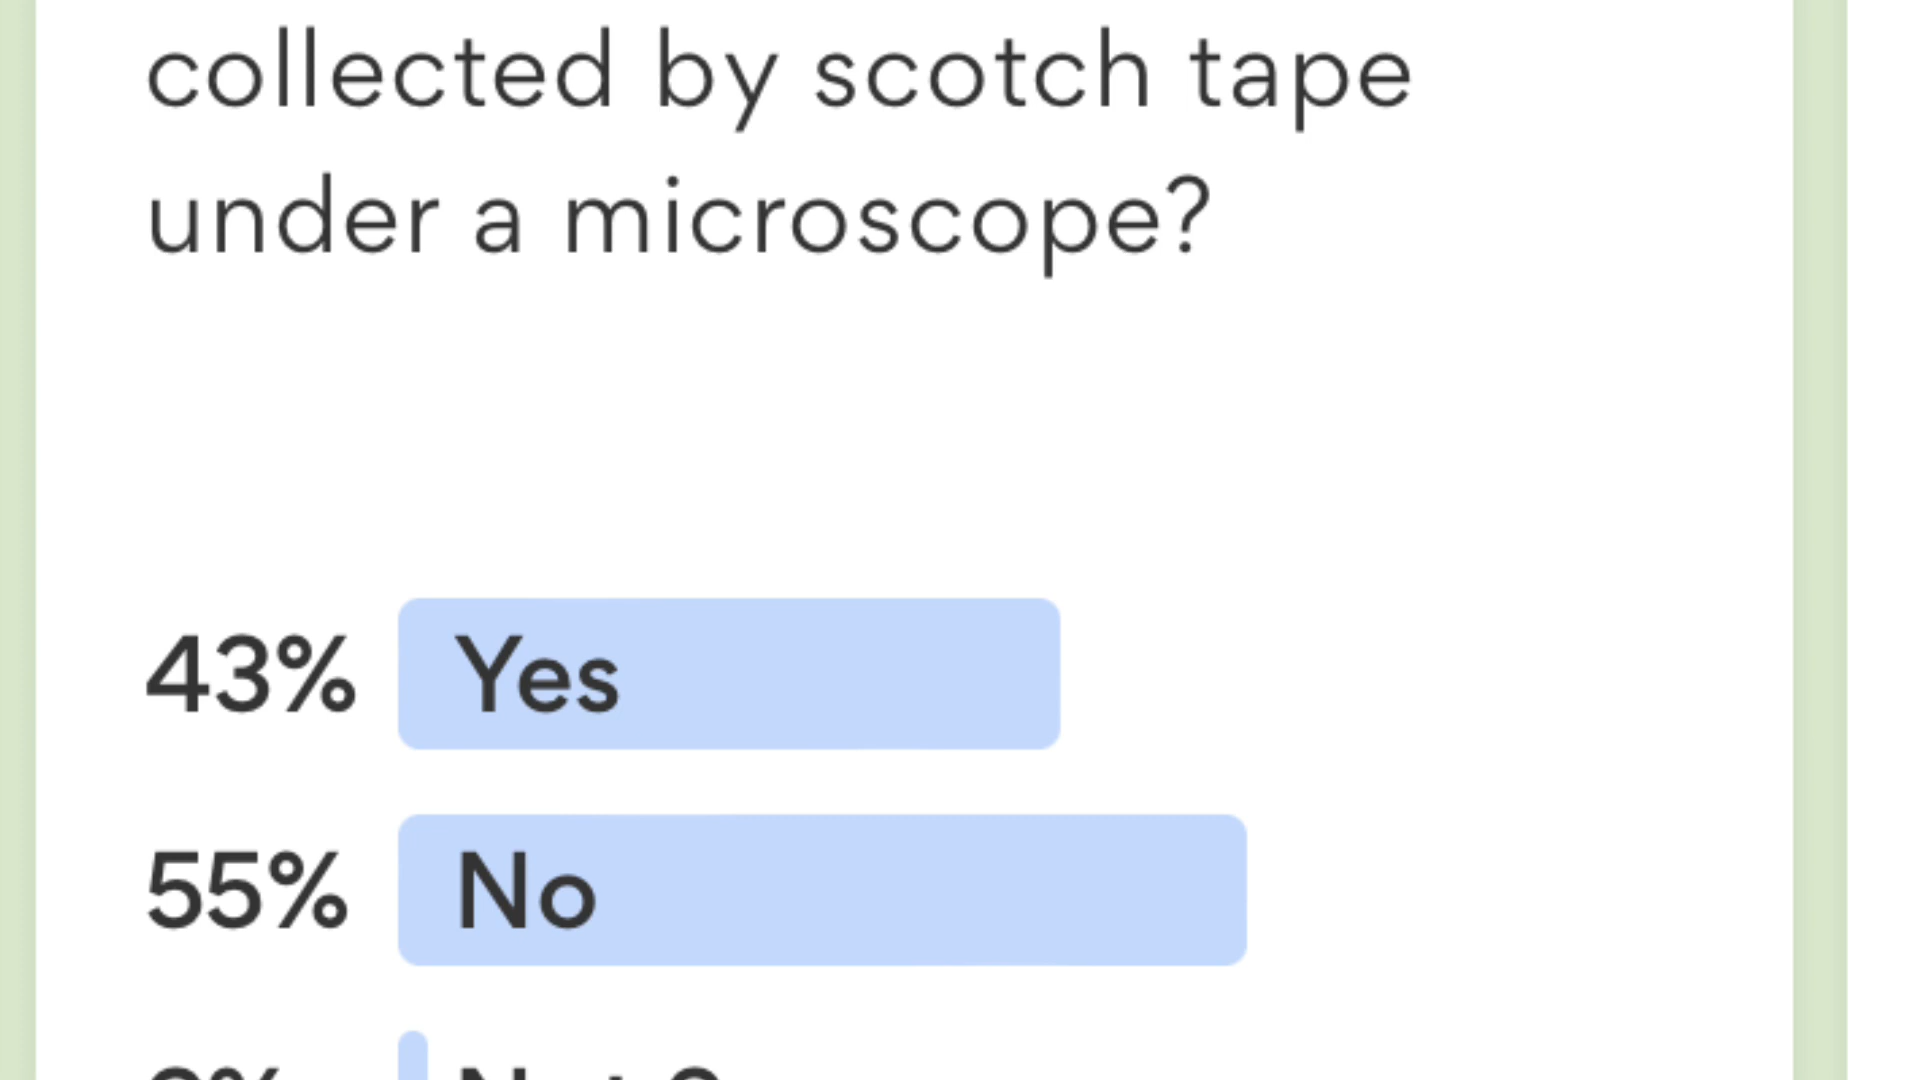 collected by scotch tape
under a microscope?
43% Yes
55% No